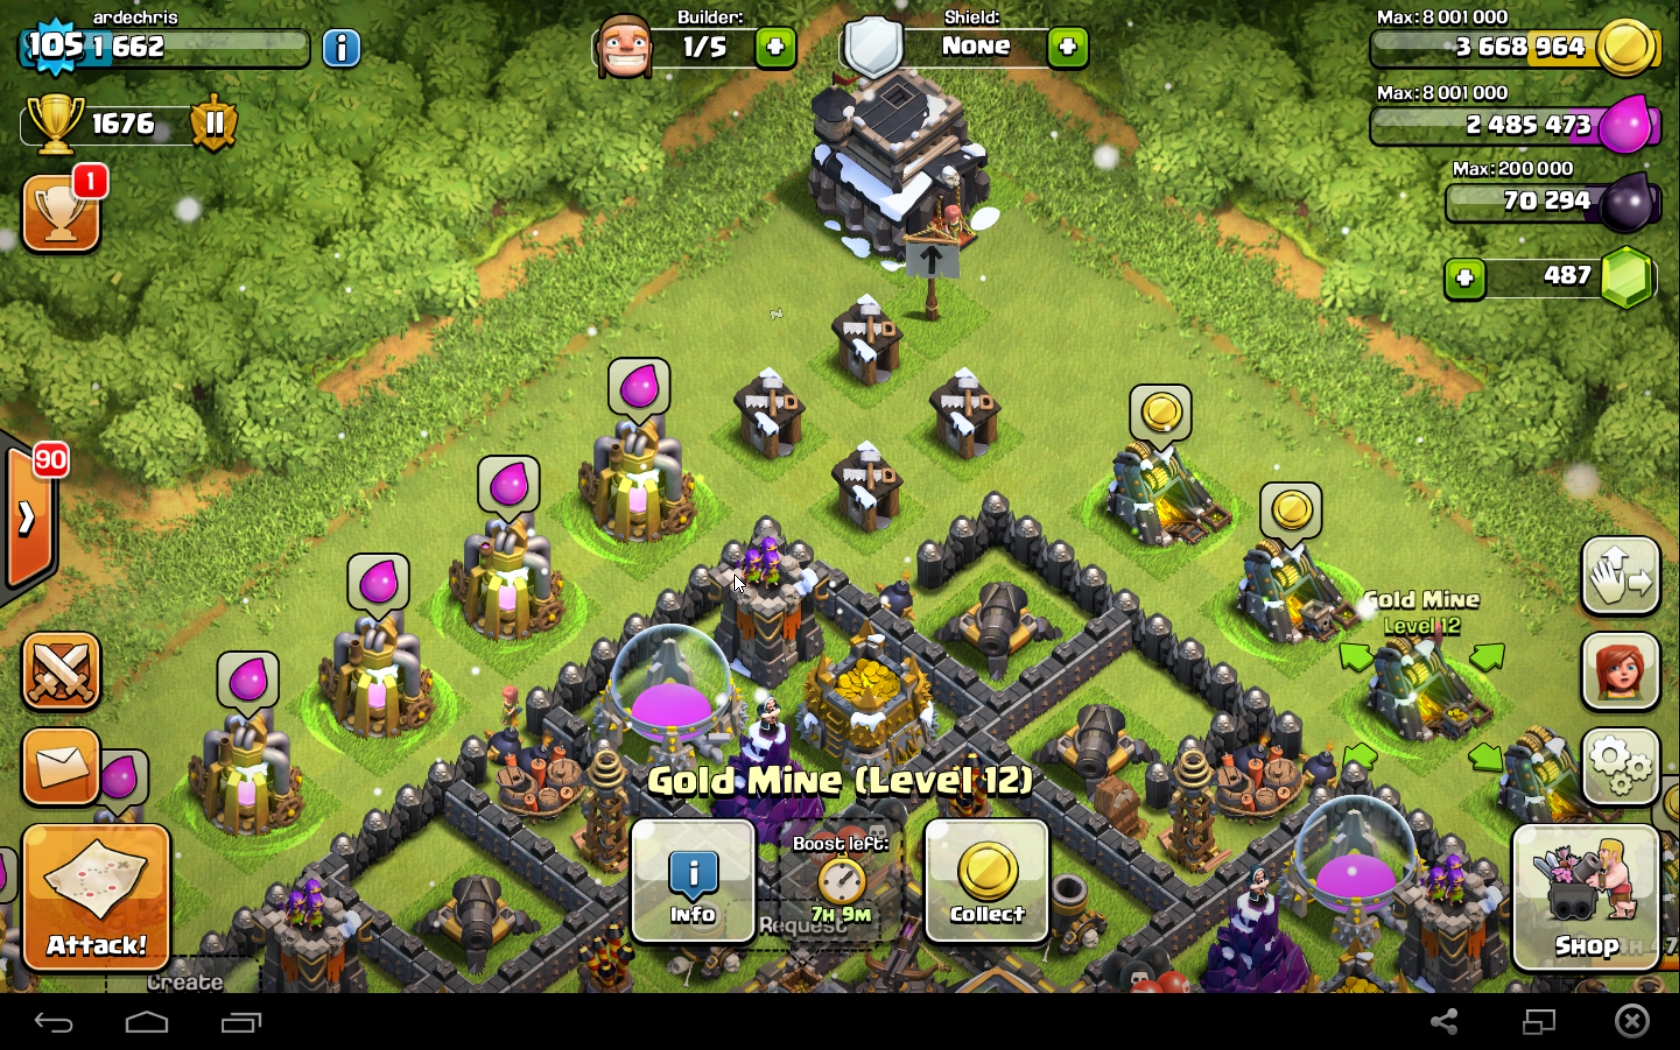 ardechris
105 1 662
Builder:
1/5
Shield:
None
Max: 8 001 000
3 668 964
Max: 8 001 000
2 485 473
Max: 200 000
70 294
487
1676
II
1
90
Gold Mine
Level 12
Gold Mine (Level 12)
Info
Boost left:
7H 9M
Request
Collect
Attack!
Create
Shop